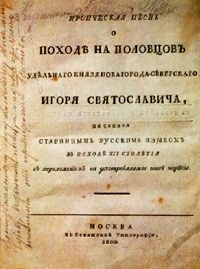 ИРОИЧЕСКАЯ ПѢСНЬ
О
ПОХОДѢ НА ПОЛОВЦОВЪ
УДѢЛЬНАГО КНЯЗЯ НОВАГОРОДА-СѢВЕРСКАГО
ИГОРЯ СВЯТОСЛАВИЧА,
ПИСАННАЯ
СТАРИННЫМЪ РУССКИМЪ ЯЗЫКОМЪ
ВЪ ИСХОДѢ XII СТОЛѢТІЯ
съ переложеніемъ на употребляемое нынѣ нарѣчіе.
МОСКВА
Въ Сенатской Типографіи,
1800.